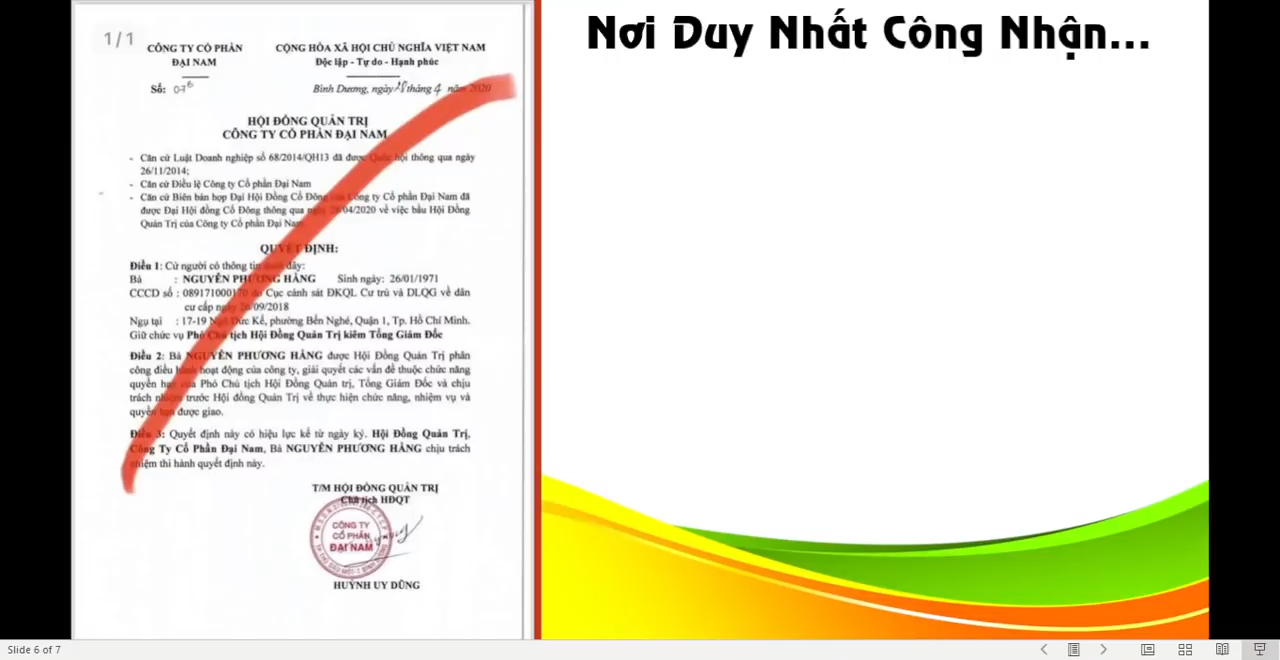 1/1
CÔNG TY CỔ PHẦN
ĐẠI NAM
CỘNG HÒA XÃ HỘI CHỦ NGHĨA VIỆT NAM
Độc lập - Tự do - Hạnh phúc
Số: 076
Bình Dương, ngày tháng 4 năm 2020
HỘI ĐỒNG QUẢN TRỊ
CÔNG TY CỔ PHẦN ĐẠI NAM
- Căn cứ Luật Doanh nghiệp số 68/2014/QH13 đã được Quốc hội thông qua ngày
26/11/2014;
- Căn cứ Điều lệ Công ty Cổ phần Đại Nam
- Căn cứ Biên bản họp Đại Hội Đồng Cổ Đông của Công ty Cổ phần Đại Nam đã
được Đại Hội đồng Cổ Đông thông qua ngày /04/2020 về việc bầu Hội Đồng
Quản Trị của Công ty Cổ phần Đại Nam
QUYẾT ĐỊNH:
Điều 1: Cử người có thông tin dưới đây:
Bà : NGUYỄN PHƯƠNG HẰNG Sinh ngày: 26/01/1971
CCCD số : do Cục cảnh sát ĐKQL Cư trú và DLQG về dân
cư cấp ngày 26/09/2018
Ngụ tại : 17-19 Ngô Đức Kế, phường Bến Nghé, Quận 1, Tp. Hồ Chí Minh.
Giữ chức vụ Phó Chủ tịch Hội Đồng Quản Trị kiêm Tổng Giám Đốc
Điều 2: Bà NGUYỄN PHƯƠNG HẰNG được Hội Đồng Quản Trị phân
công điều hành hoạt động của công ty, giải quyết các vấn đề thuộc chức năng
quyền hạn của Phó Chủ tịch Hội Đồng Quản trị, Tổng Giám Đốc và chịu
trách nhiệm trước Hội đồng Quản Trị về thực hiện chức năng, nhiệm vụ và
quyền hạn được giao.
Điều 3: Quyết định này có hiệu lực kể từ ngày ký. Hội Đồng Quản Trị,
Công Ty Cổ Phần Đại Nam, Bà NGUYỄN PHƯƠNG HẰNG chịu trách
nhiệm thi hành quyết định này.
T/M HỘI ĐỒNG QUẢN TRỊ
Chủ tịch HĐQT
CÔNG TY
CỔ PHẦN
ĐẠI NAM
HUỲNH UY DŨNG
Nơi Duy Nhất Công Nhận...
Slide 6 of 7